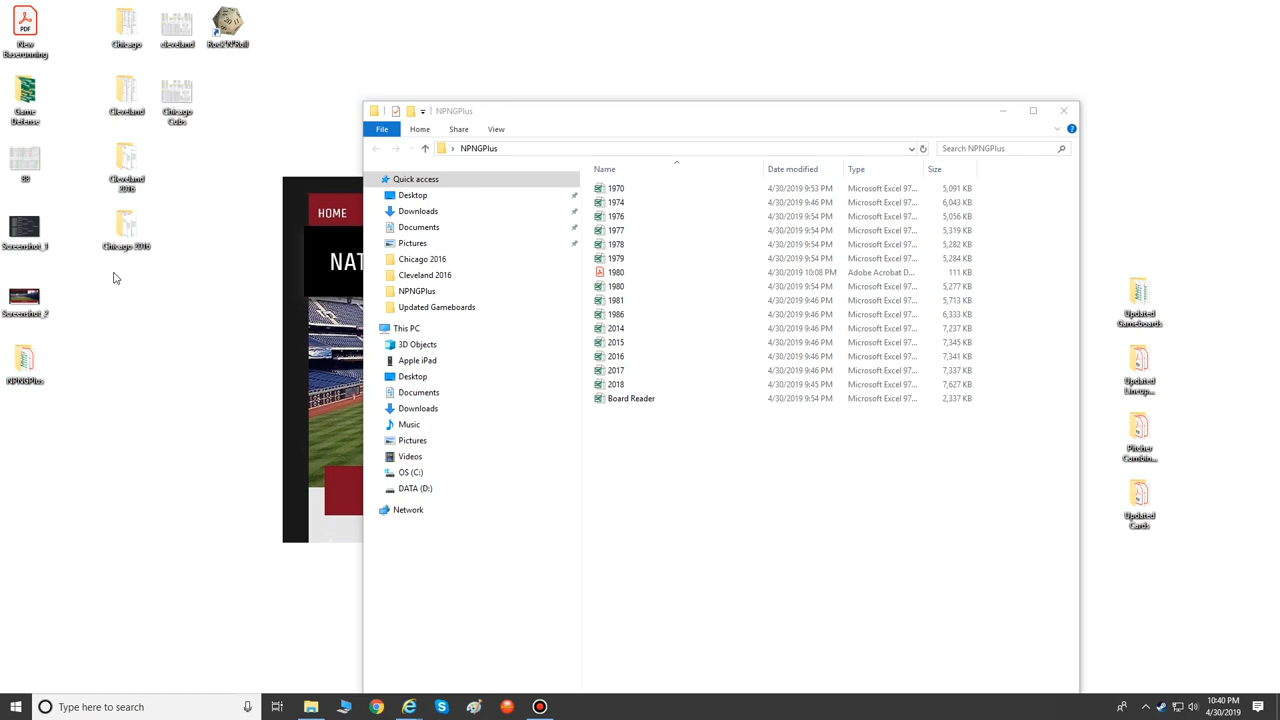 PDF
New
Baserunning
Chicago
cleveland
Rock'N'Roll
Game
Defense
Cleveland
Chicago
Cubs
88
Cleveland
2016
Screenshot_1
Chicago 2016
Screenshot_2
NPNGPlus
HOME
NAT
NPNGPlus
File
Home
Share
View
NPNGPlus
Search NPNGPlus
Quick access
Desktop
Downloads
Documents
Pictures
Chicago 2016
Cleveland 2016
NPNGPlus
Updated Gameboards
This PC
3D Objects
Apple iPad
Desktop
Documents
Downloads
Music
Pictures
Videos
OS (C:)
DATA (D:)
Network
Name Date modified Type Size
1970 4/30/2019 9:53 PM Microsoft Excel 97... 5,091 KB
1974 4/30/2019 9:46 PM Microsoft Excel 97... 6,043 KB
1976 4/30/2019 9:54 PM Microsoft Excel 97... 5,056 KB
1977 4/30/2019 9:54 PM Microsoft Excel 97... 5,319 KB
1978 4/30/2019 9:54 PM Microsoft Excel 97... 5,282 KB
1979 4/30/2019 9:54 PM Microsoft Excel 97... 5,284 KB
1980 4/30/2019 10:08 PM Adobe Acrobat D... 111 KB
1980 4/30/2019 9:54 PM Microsoft Excel 97... 5,277 KB
1981 4/30/2019 9:46 PM Microsoft Excel 97... 5,713 KB
1986 4/30/2019 9:46 PM Microsoft Excel 97... 6,333 KB
2014 4/30/2019 9:46 PM Microsoft Excel 97... 7,237 KB
2015 4/30/2019 9:46 PM Microsoft Excel 97... 7,345 KB
2016 4/30/2019 9:46 PM Microsoft Excel 97... 7,341 KB
2017 4/30/2019 9:46 PM Microsoft Excel 97... 7,337 KB
2018 4/30/2019 9:45 PM Microsoft Excel 97... 7,627 KB
Board Reader 4/30/2019 9:54 PM Microsoft Excel 97... 2,337 KB
Updated
Gameboards
Updated
Lineup...
Pitcher
Combin...
Updated
Cards
Type here to search
10:40 PM
4/30/2019